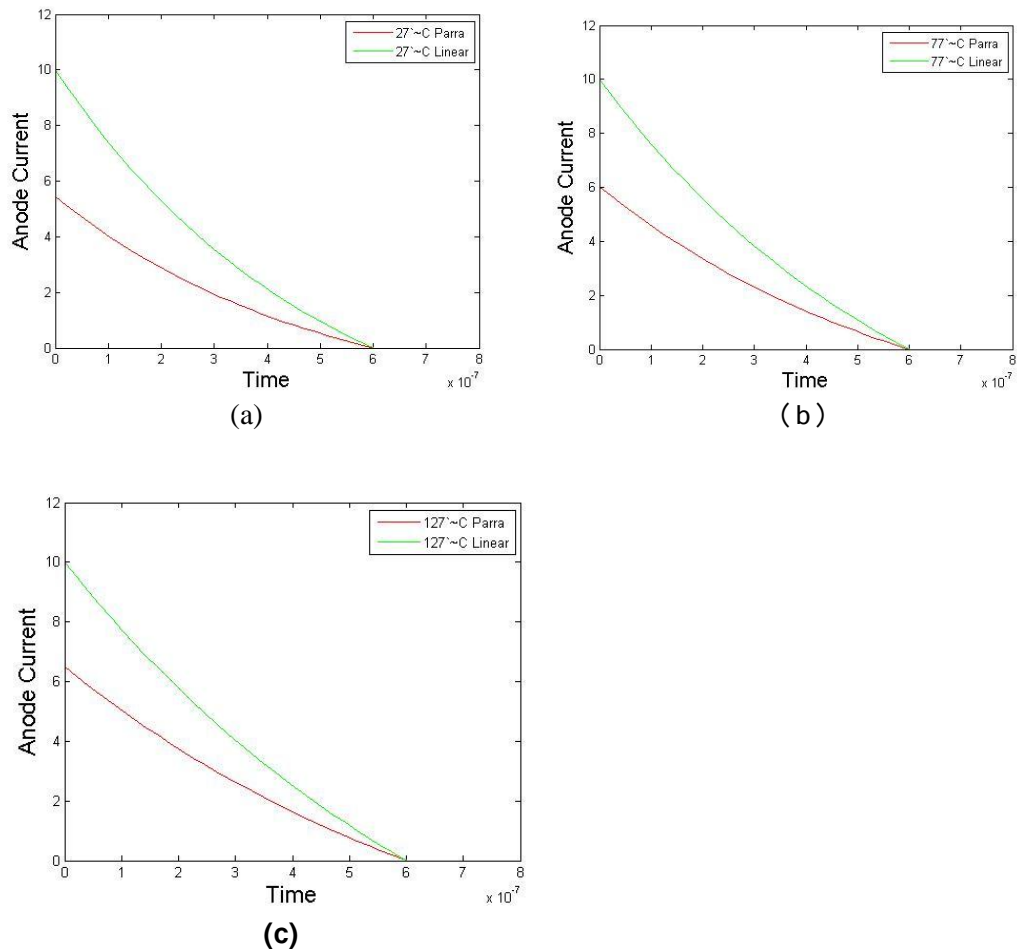 12
10
8
6
4
2
0
Anode Current
27`~C Parra
27`~C Linear
0 1 2 3 4 5 6 7 8
Time
x 10-7
(a)
12
10
8
6
4
2
0
Anode Current
77`~C Parra
77`~C Linear
0 1 2 3 4 5 6 7 8
Time
x 10-7
（b）
12
10
8
6
4
2
0
Anode Current
127`~C Parra
127`~C Linear
0 1 2 3 4 5 6 7 8
Time
x 10-7
(c)